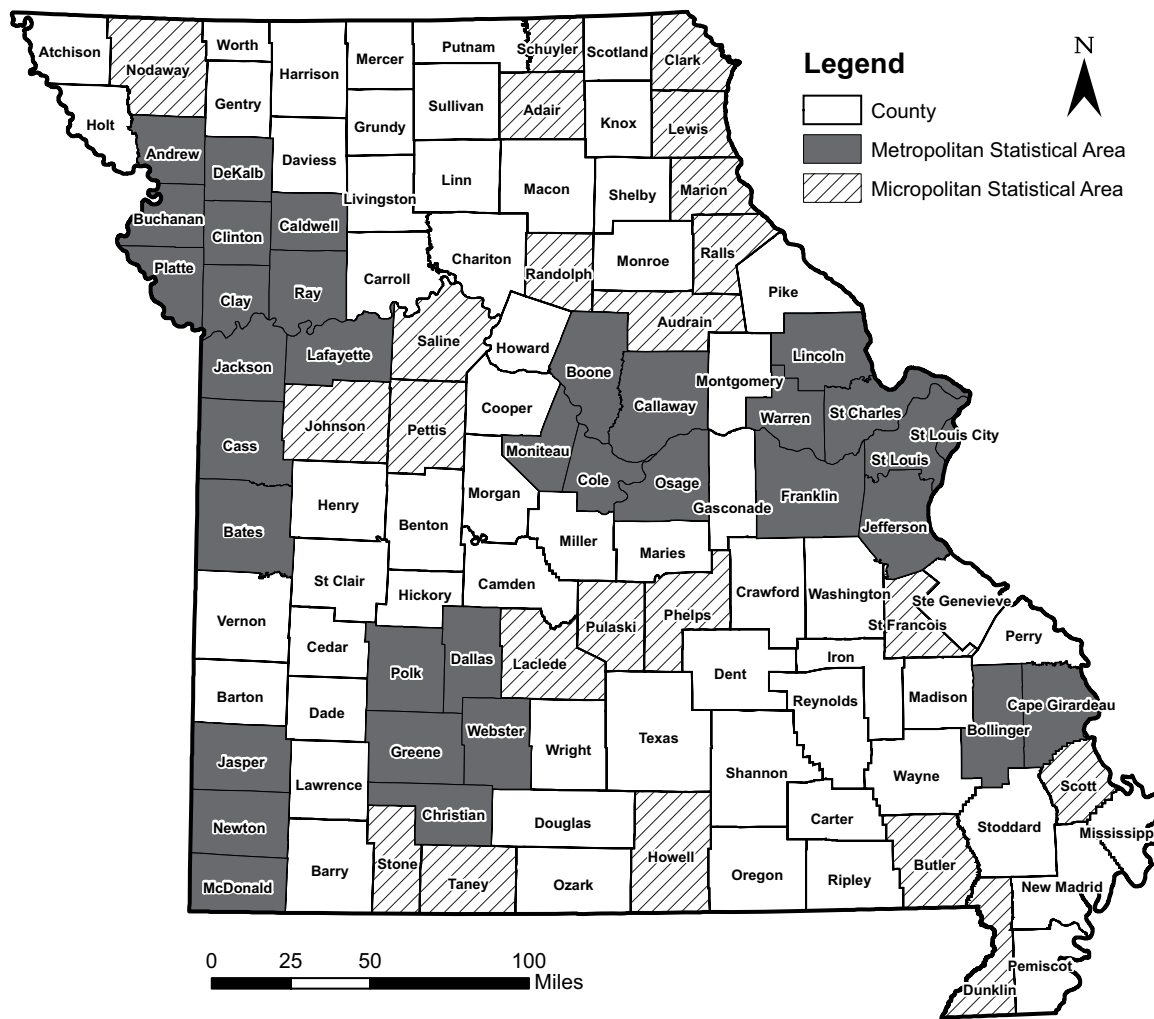 Atchison
Nodaway
Worth
Harrison
Mercer
Putnam
Schuyler
Scotland
Clark
Gentry
Holt
Sullivan
Adair
Knox
Lewis
Grundy
Andrew
DeKalb
Daviess
Livingston
Linn
Macon
Shelby
Marion
Buchanan
Clinton
Caldwell
Platte
Clay
Ray
Carroll
Chariton
Randolph
Monroe
Ralls
Pike
Audrain
Saline
Howard
Boone
Jackson
Lafayette
Lincoln
Montgomery
Callaway
Cooper
Warren
St Charles
St Louis City
St Louis
Johnson
Pettis
Cass
Moniteau
Cole
Osage
Gasconade
Franklin
Jefferson
Morgan
Henry
Benton
Bates
Miller
Maries
St Clair
Hickory
Camden
Crawford
Washington
Ste Genevieve
St Francois
Perry
Vernon
Cedar
Pulaski
Phelps
Polk
Dallas
Laclede
Dent
Iron
Reynolds
Madison
Cape Girardeau
Bollinger
Barton
Dade
Webster
Greene
Wright
Texas
Jasper
Lawrence
Shannon
Wayne
Scott
Christian
Douglas
Carter
Stoddard
Mississipp
Newton
Howell
Butler
McDonald
Barry
Stone
Taney
Ozark
Oregon
Ripley
New Madrid
Pemiscot
Dunklin
Legend
County
Metropolitan Statistical Area
Micropolitan Statistical Area
N
0 25 50 100
Miles